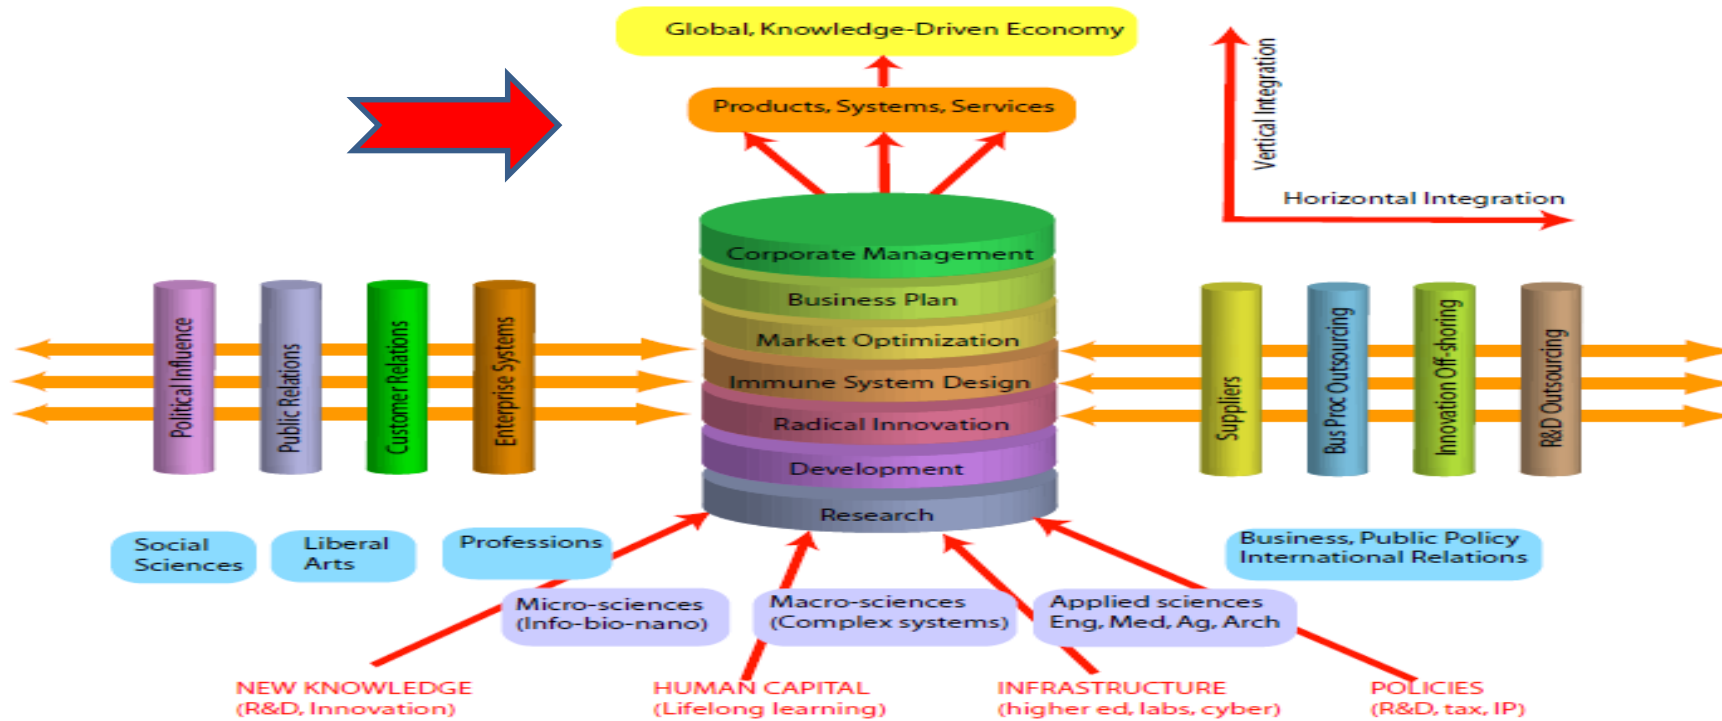 Global, Knowledge-Driven Economy
Products, Systems, Services
Vertical Integration
Horizontal Integration
Corporate Management
Business Plan
Market Optimization
Immune System Design
Radical Innovation
Development
Research
Political Influence
Public Relations
Customer Relations
Enterprise Systems
Suppliers
Bus Proc Outsourcing
Innovation Off-shoring
R&D Outsourcing
Social
Sciences
Liberal
Arts
Professions
Business, Public Policy
International Relations
Micro-sciences
(Info-bio-nano)
Macro-sciences
(Complex systems)
Applied sciences
Eng, Med, Ag, Arch
NEW KNOWLEDGE
(R&D, Innovation)
HUMAN CAPITAL
(Lifelong learning)
INFRASTRUCTURE
(higher ed, labs, cyber)
POLICIES
(R&D, tax, IP)